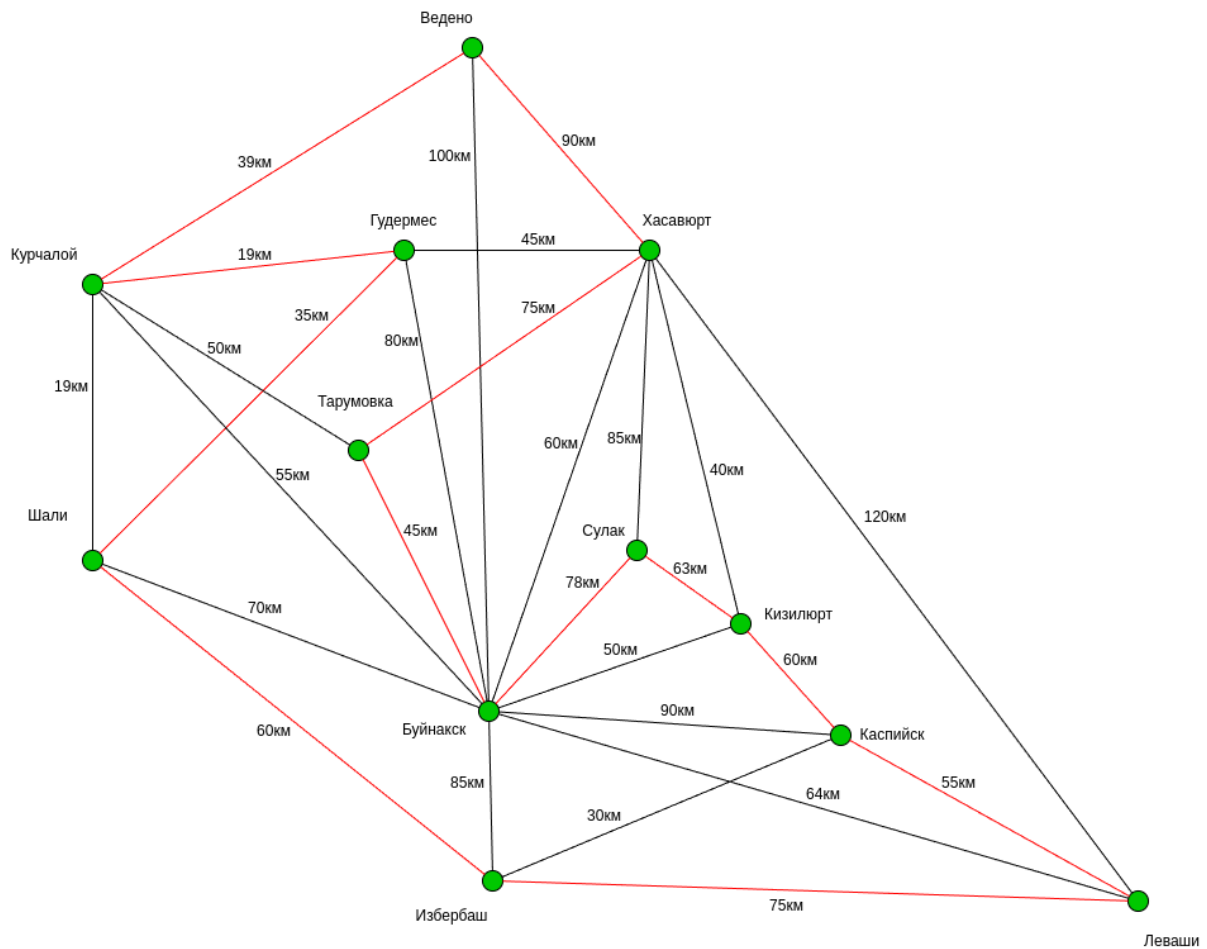 Ведено
90км
100км
39км
Гудермес
Хасавюрт
45км
Курчалой
19км
75км
35км
80км
50км
19км
Тарумовка
60км
85км
40км
55км
Шали
120км
45км
Сулак
63км
78км
70км
Кизилюрт
50км
60км
90км
Буйнакск
60км
Каспийск
85км
55км
64км
30км
75км
Избербаш
Леваши